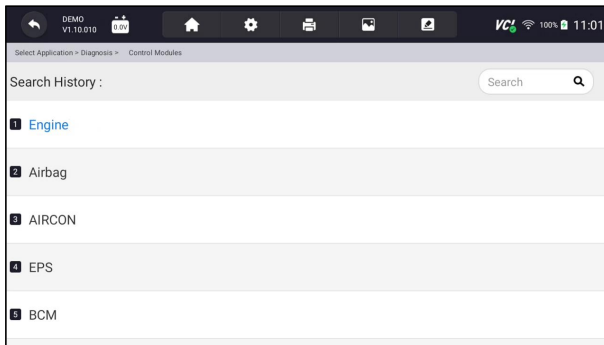 DEMO
V1.10.010
0.0V
VCI 100% 11:01
Select Application > Diagnosis > Control Modules
Search History :
Search
1 Engine
2 Airbag
3 AIRCON
4 EPS
5 BCM